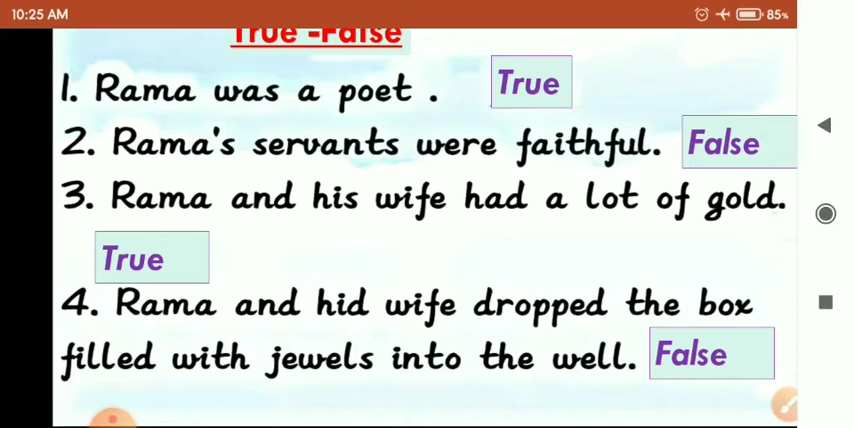 10:25 AM
85%
True -False
1. Rama was a poet . True
2. Rama's servants were faithful. False
3. Rama and his wife had a lot of gold.
True
4. Rama and hid wife dropped the box
filled with jewels into the well. False